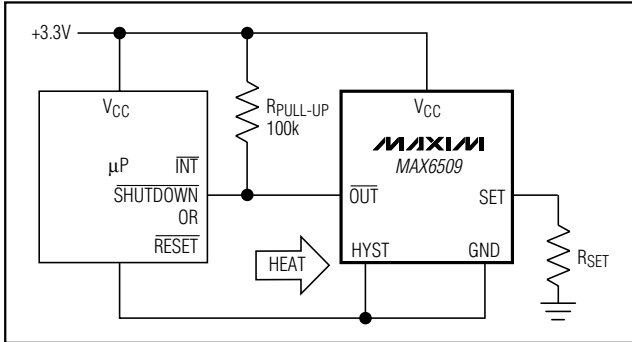 +3.3V
VCC
μP
INT
SHUTDOWN
OR
RESET
RPULL-UP
100k
VCC
MAXIM
MAX6509
OUT
SET
HYST
GND
HEAT
RSET